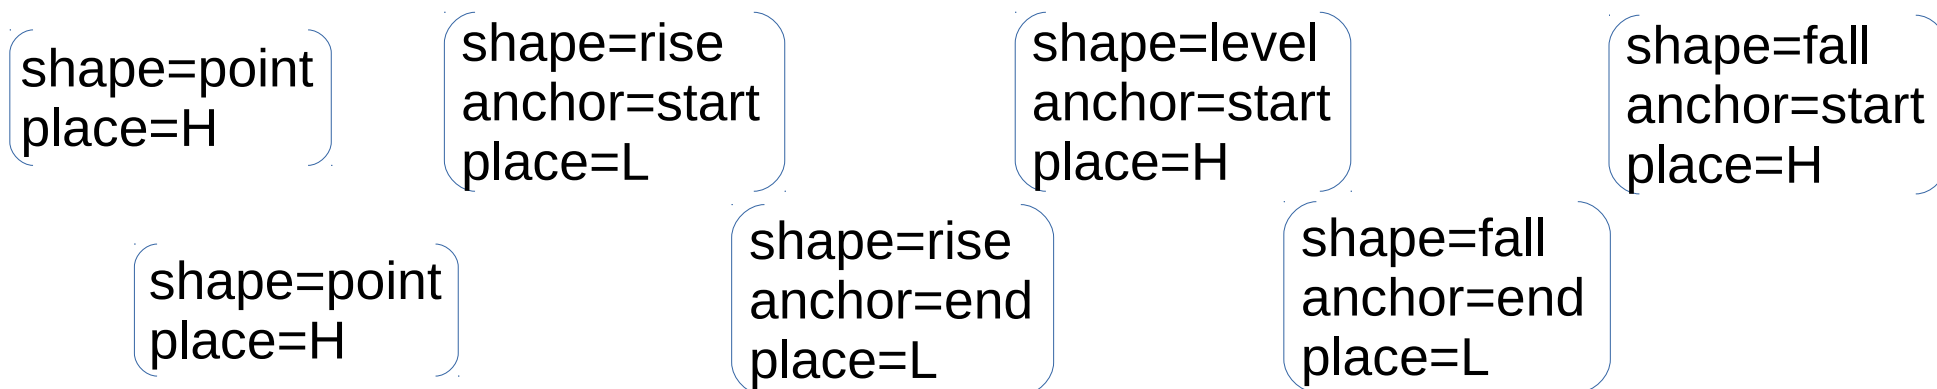 shape=point
place=H
shape=rise
anchor=start
place=L
shape=level
anchor=start
place=H
shape=fall
anchor=start
place=H
shape=point
place=H
shape=rise
anchor=end
place=L
shape=fall
anchor=end
place=L